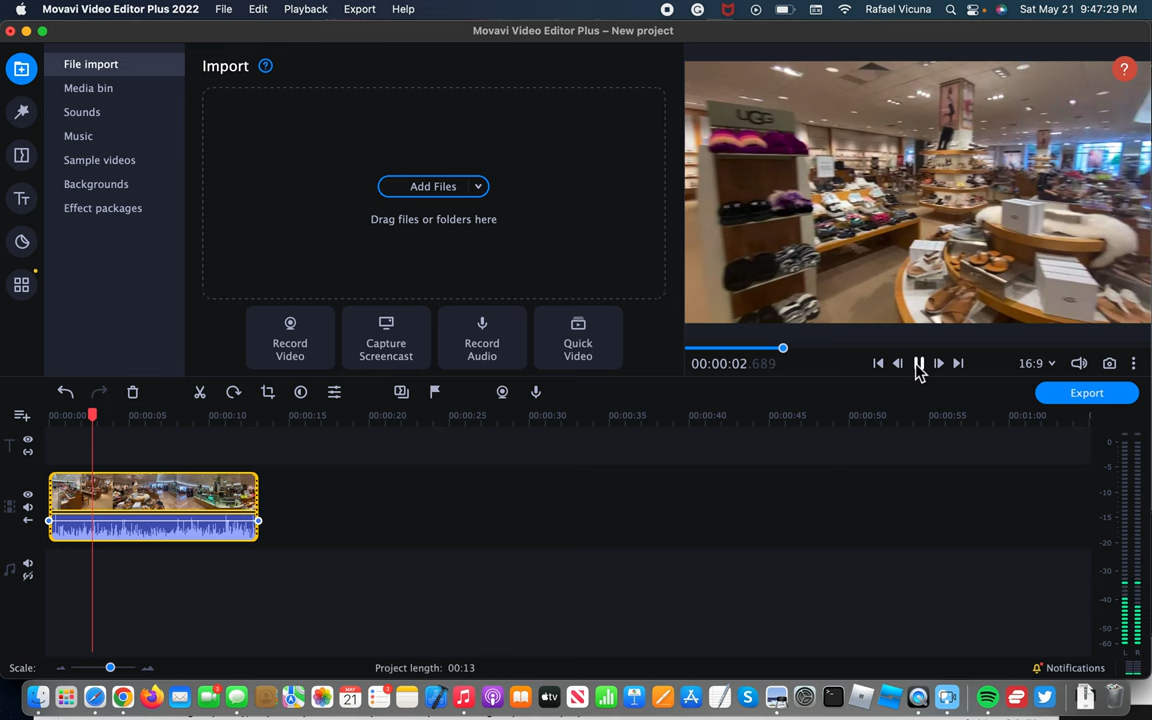 Movavi Video Editor Plus 2022 File Edit Playback Export Help Rafael Vicuna Sat May 21 9:47:29 PM
Movavi Video Editor Plus – New project
File import
Media bin
Sounds
Music
Sample videos
Backgrounds
Effect packages
Import ?
Add Files
Drag files or folders here
Record Video
Capture Screencast
Record Audio
Quick Video
?
UGG
00:00:02.689
16:9
Export
00:00:00 00:00:05 00:00:10 00:00:15 00:00:20 00:00:25 00:00:30 00:00:35 00:00:40 00:00:45 00:00:50 00:00:55 00:01:00
0
-5
-10
-15
-20
-30
-40
-50
-60
L R
Scale:
Project length: 00:13
Notifications
MAY
21